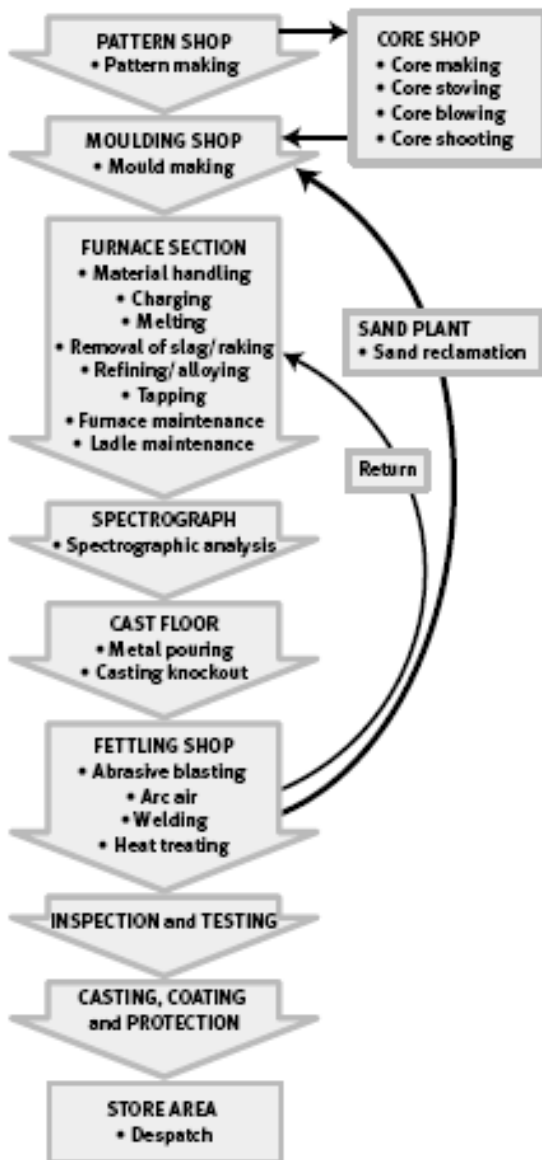 PATTERN SHOP
• Pattern making
CORE SHOP
• Core making
• Core stoving
• Core blowing
• Core shooting
MOULDING SHOP
• Mould making
FURNACE SECTION
• Material handling
• Charging
• Melting
• Removal of slag/raking
• Refining/alloying
• Tapping
• Furnace maintenance
• Ladle maintenance
SAND PLANT
• Sand reclamation
Return
SPECTROGRAPH
• Spectrographic analysis
CAST FLOOR
• Metal pouring
• Casting knockout
FETTLING SHOP
• Abrasive blasting
• Arc air
• Welding
• Heat treating
INSPECTION and TESTING
CASTING, COATING
and PROTECTION
STORE AREA
• Despatch